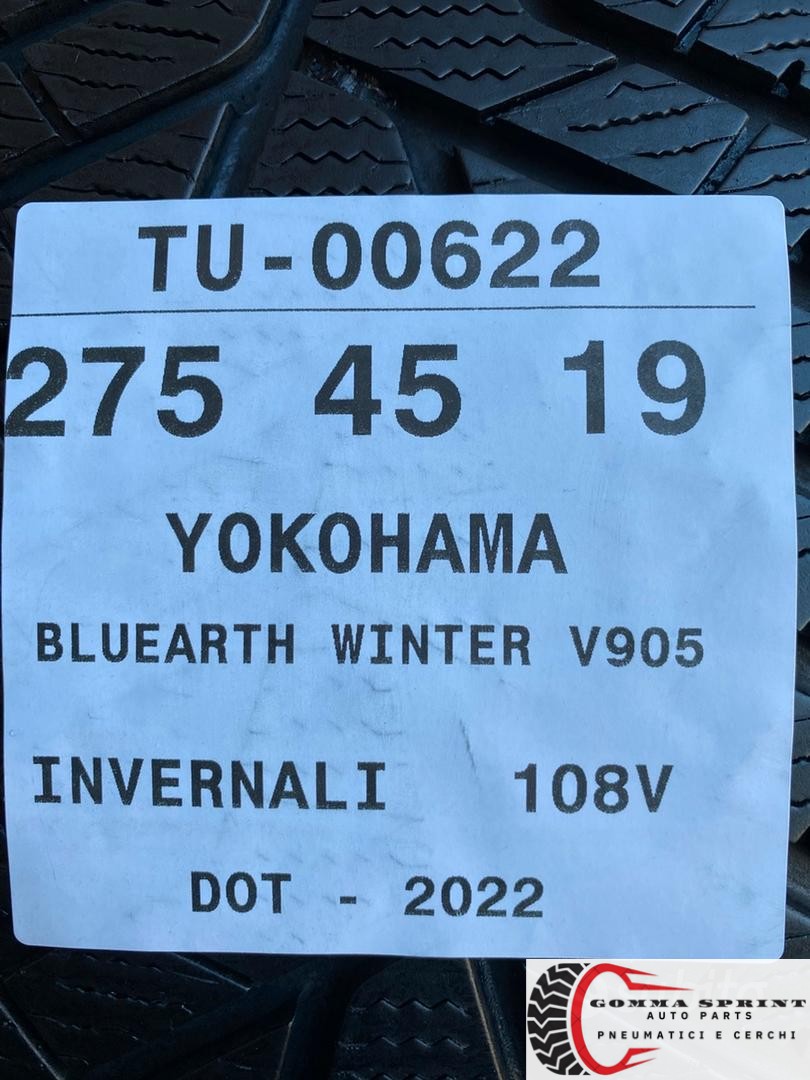 TU-00622
275 45 19
YOKOHAMA
BLUEARTH WINTER V905
INVERNALI 108V
DOT - 2022
GOMMA SPRINT
AUTO PARTS
PNEUMATICI E CERCHI